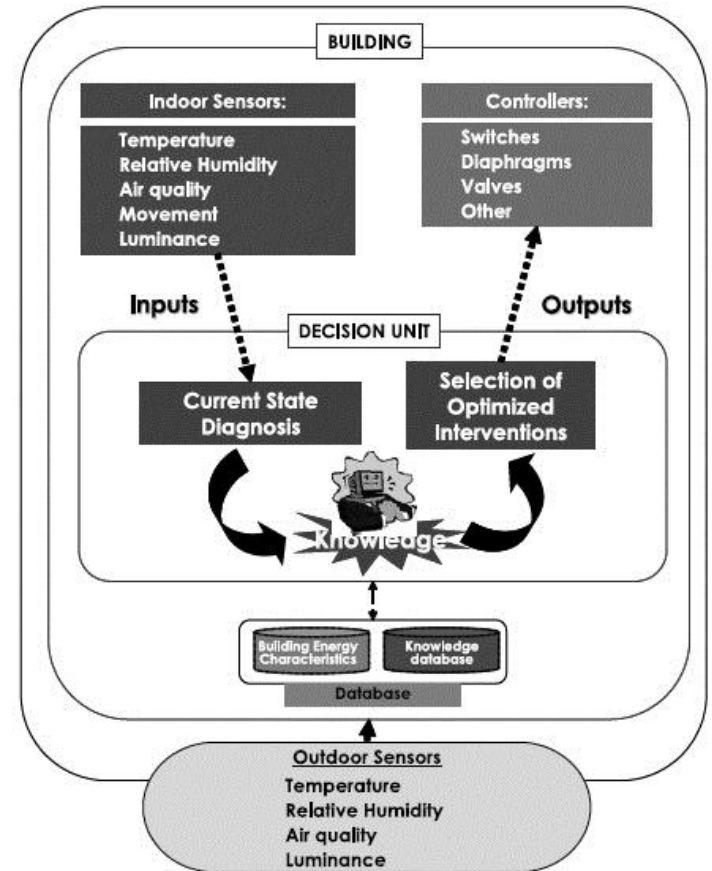 BUILDING
Indoor Sensors:
Temperature
Relative Humidity
Air quality
Movement
Luminance
Controllers:
Switches
Diaphragms
Valves
Other
Inputs
Outputs
DECISION UNIT
Current State
Diagnosis
Selection of
Optimized
Interventions
Knowledge
Building Energy
Characteristics
Knowledge
database
Database
Outdoor Sensors
Temperature
Relative Humidity
Air quality
Luminance